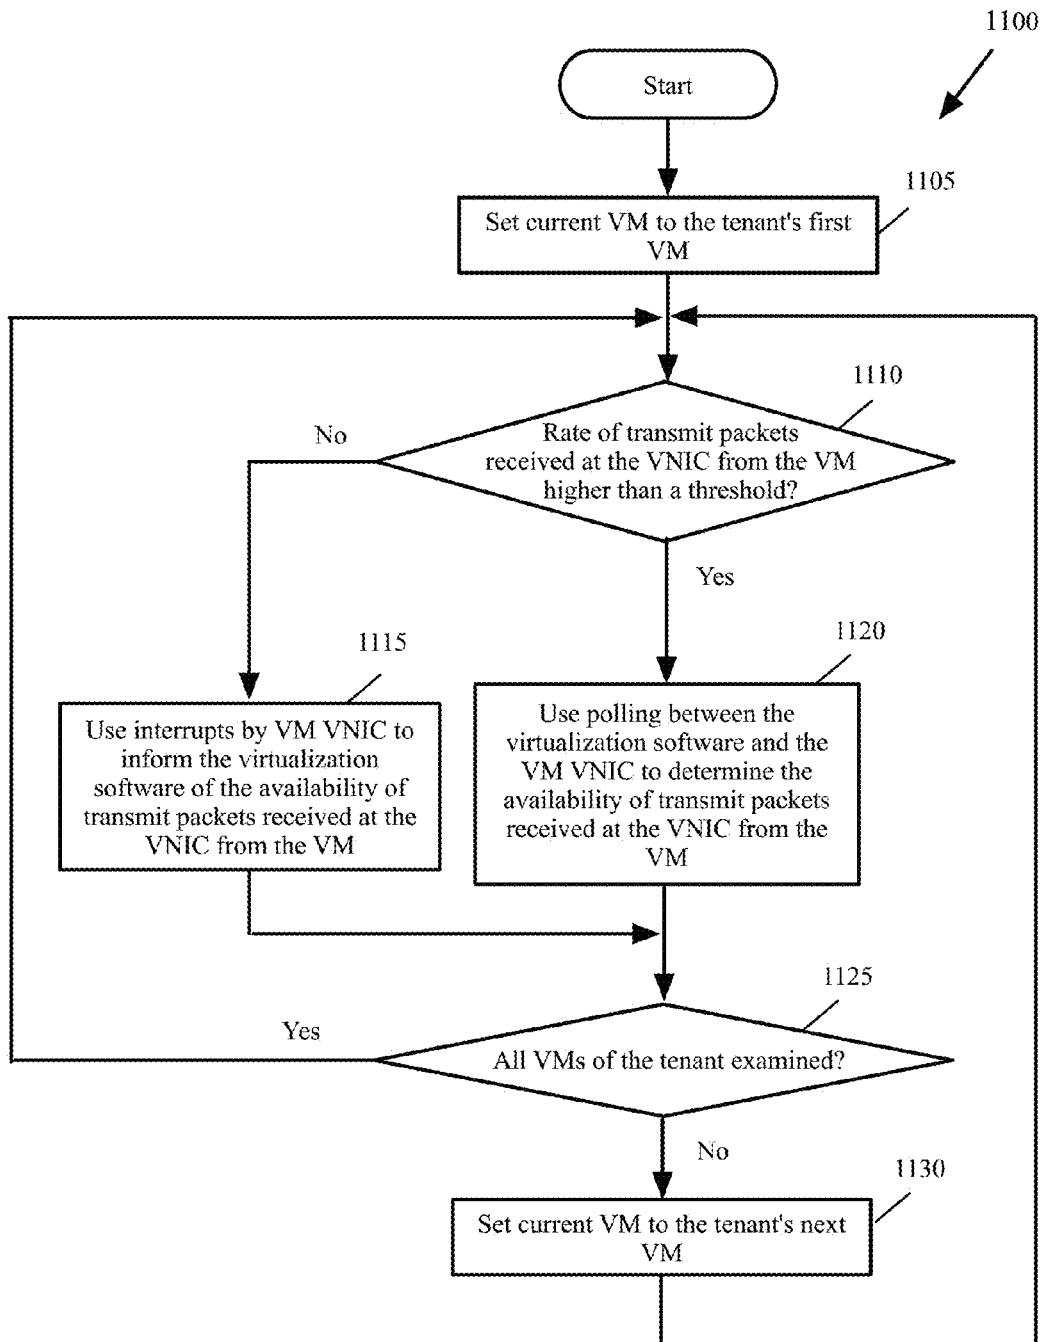 1100
Start
1105
Set current VM to the tenant's first
VM
1110
Rate of transmit packets
received at the VNIC from the VM
higher than a threshold?
No
Yes
1115
1120
Use interrupts by VM VNIC to
inform the virtualization
software of the availability of
transmit packets received at the
VNIC from the VM
Use polling between the
virtualization software and the
VM VNIC to determine the
availability of transmit packets
received at the VNIC from the
VM
1125
Yes
All VMs of the tenant examined?
No
1130
Set current VM to the tenant's next
VM